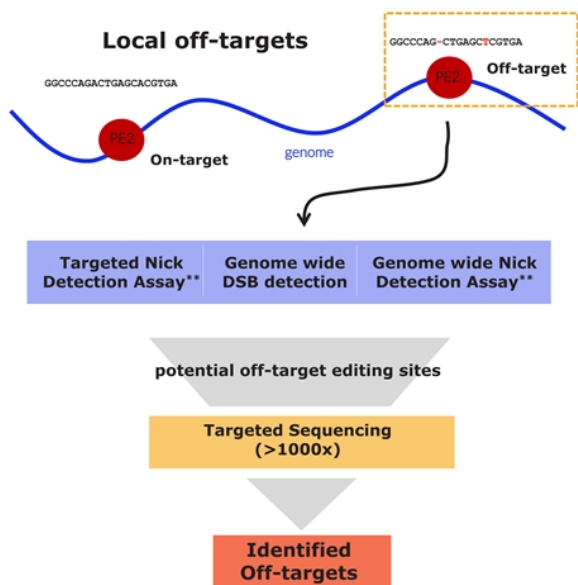 Local off-targets
GGCCCAG-CTGAGCTCGTGA
Off-target
PE2
GGCCCAGACTGAGCACGTGA
PE2
On-target
genome
Targeted Nick
Detection Assay**
Genome wide
DSB detection
Genome wide Nick
Detection Assay**
potential off-target editing sites
Targeted Sequencing
(>1000x)
Identified
Off-targets